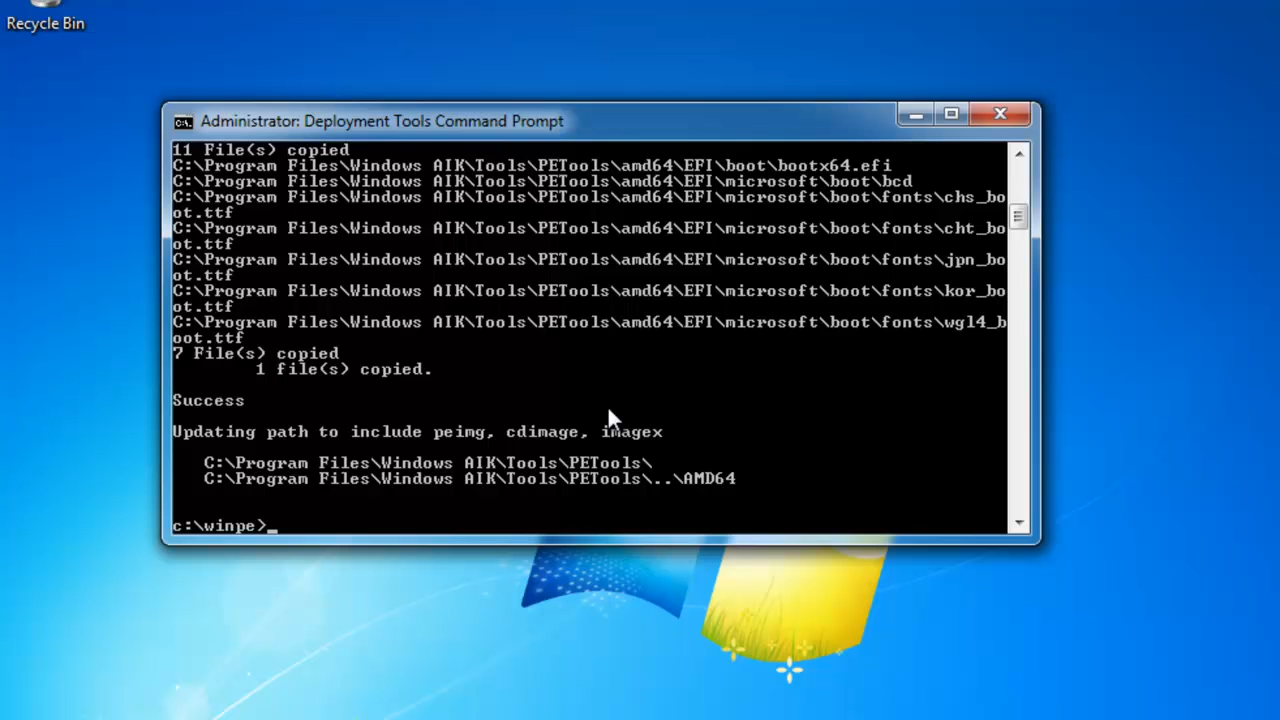 Recycle Bin
Administrator: Deployment Tools Command Prompt
11 File(s) copied
C:\Program Files\Windows AIK\Tools\PETools\amd64\EFI\boot\bootx64.efi
C:\Program Files\Windows AIK\Tools\PETools\amd64\EFI\microsoft\boot\bcd
C:\Program Files\Windows AIK\Tools\PETools\amd64\EFI\microsoft\boot\fonts\chs_bo
ot.ttf
C:\Program Files\Windows AIK\Tools\PETools\amd64\EFI\microsoft\boot\fonts\cht_bo
ot.ttf
C:\Program Files\Windows AIK\Tools\PETools\amd64\EFI\microsoft\boot\fonts\jpn_bo
ot.ttf
C:\Program Files\Windows AIK\Tools\PETools\amd64\EFI\microsoft\boot\fonts\kor_bo
ot.ttf
C:\Program Files\Windows AIK\Tools\PETools\amd64\EFI\microsoft\boot\fonts\wgl4_b
oot.ttf
7 File(s) copied
        1 file(s) copied.
Success
Updating path to include peimg, cdimage, imagex
   C:\Program Files\Windows AIK\Tools\PETools\
   C:\Program Files\Windows AIK\Tools\PETools\..\AMD64
c:\winpe>_